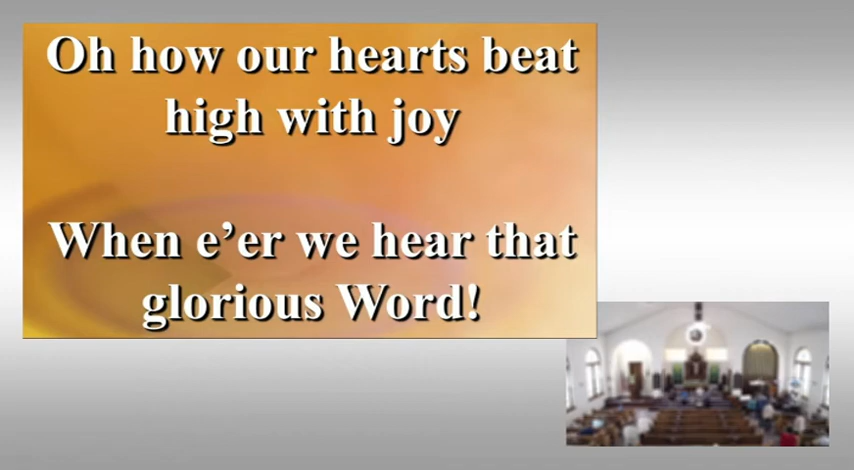 Oh how our hearts beat
high with joy
When e’er we hear that
glorious Word!